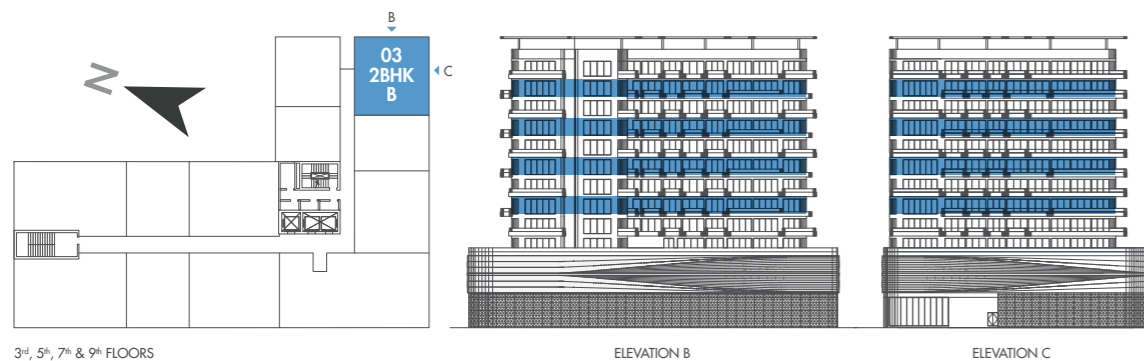 B
03
2BHK
B
C
N
3rd, 5th, 7th & 9th FLOORS
ELEVATION B
ELEVATION C